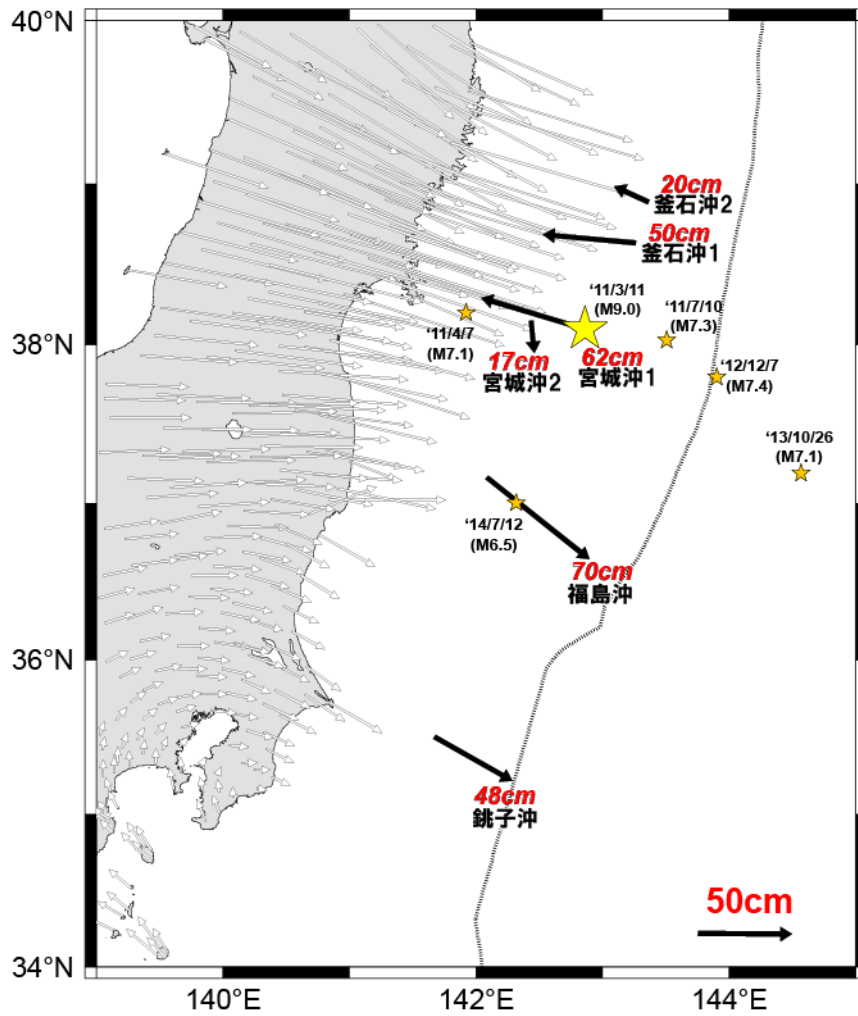 40°N
20cm
釜石沖2
50cm
釜石沖1
‘11/3/11
(M9.0)
‘11/7/10
(M7.3)
38°N
‘11/4/7
(M7.1)
17cm
宮城沖2
62cm
宮城沖1
‘12/12/7
(M7.4)
‘13/10/26
(M7.1)
‘14/7/12
(M6.5)
70cm
福島沖
36°N
48cm
銚子沖
50cm
34°N
140°E
142°E
144°E